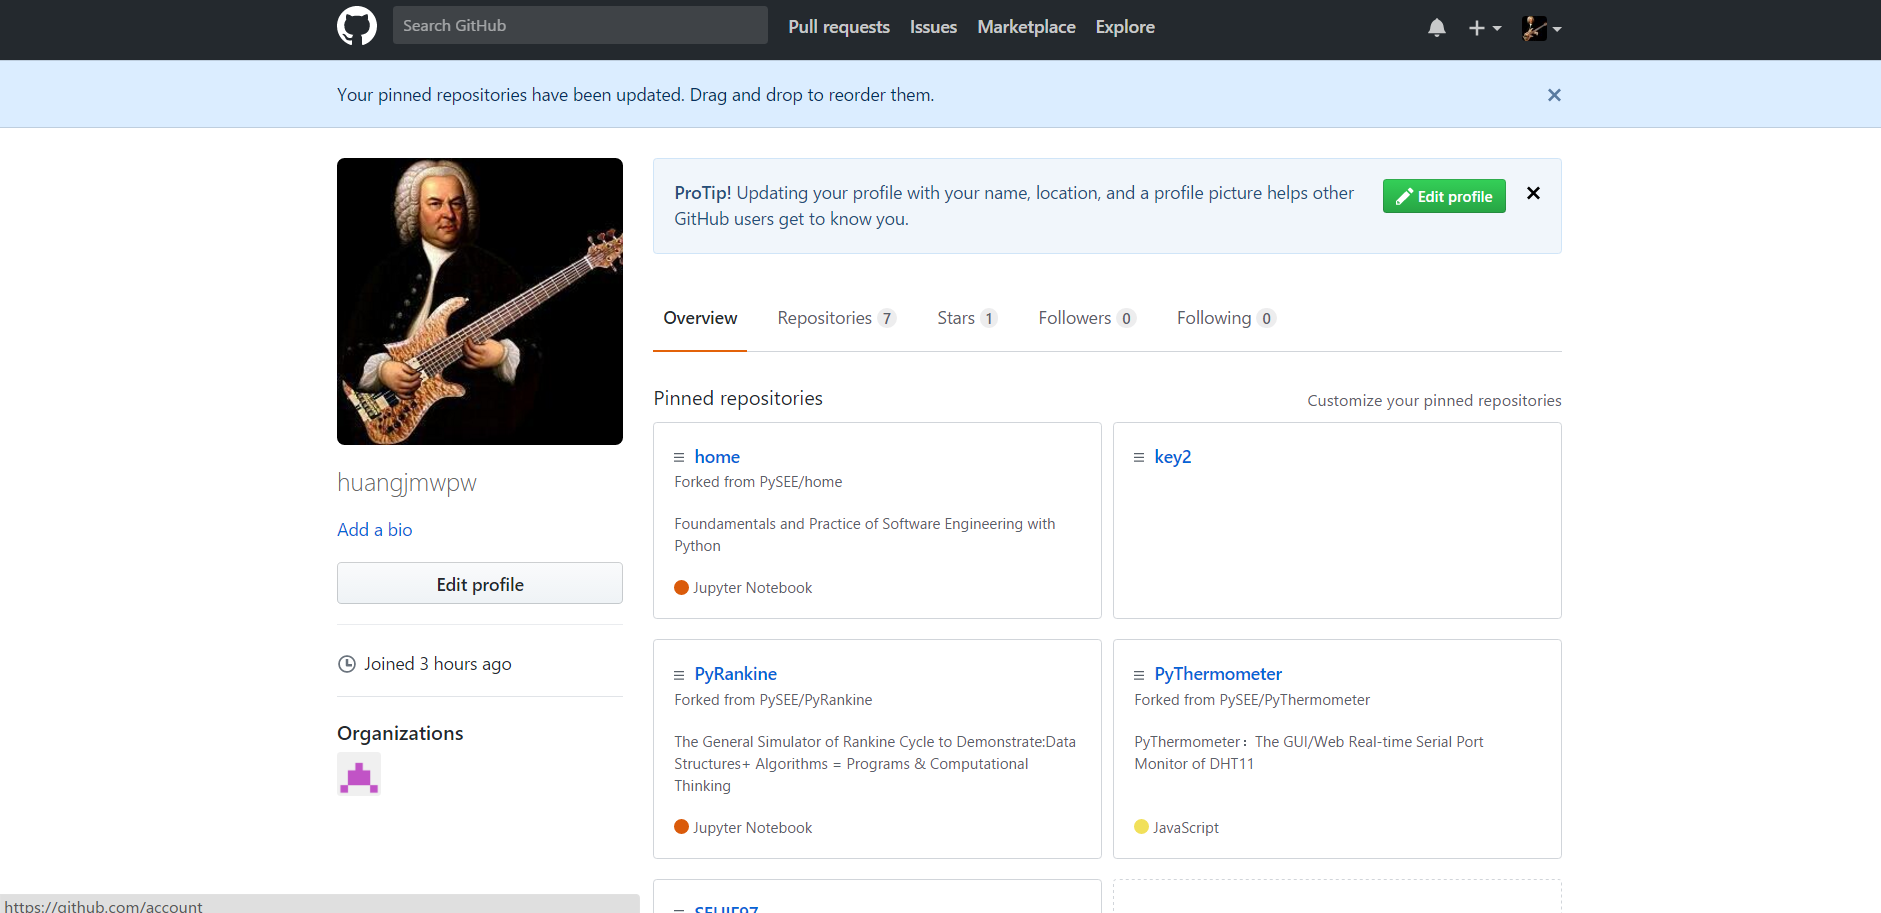 Search GitHub
Pull requests Issues Marketplace Explore
Your pinned repositories have been updated. Drag and drop to reorder them.
ProTip! Updating your profile with your name, location, and a profile picture helps other
GitHub users get to know you.
Edit profile
huangjmwpw
Add a bio
Edit profile
Joined 3 hours ago
Organizations
Overview Repositories 7 Stars 1 Followers 0 Following 0
Pinned repositories
Customize your pinned repositories
home
Forked from PySEE/home
Foundamentals and Practice of Software Engineering with
Python
Jupyter Notebook
key2
PyRankine
Forked from PySEE/PyRankine
The General Simulator of Rankine Cycle to Demonstrate:Data
Structures+ Algorithms = Programs & Computational
Thinking
Jupyter Notebook
PyThermometer
Forked from PySEE/PyThermometer
PyThermometer：The GUI/Web Real-time Serial Port
Monitor of DHT11
JavaScript
https://github.com/account